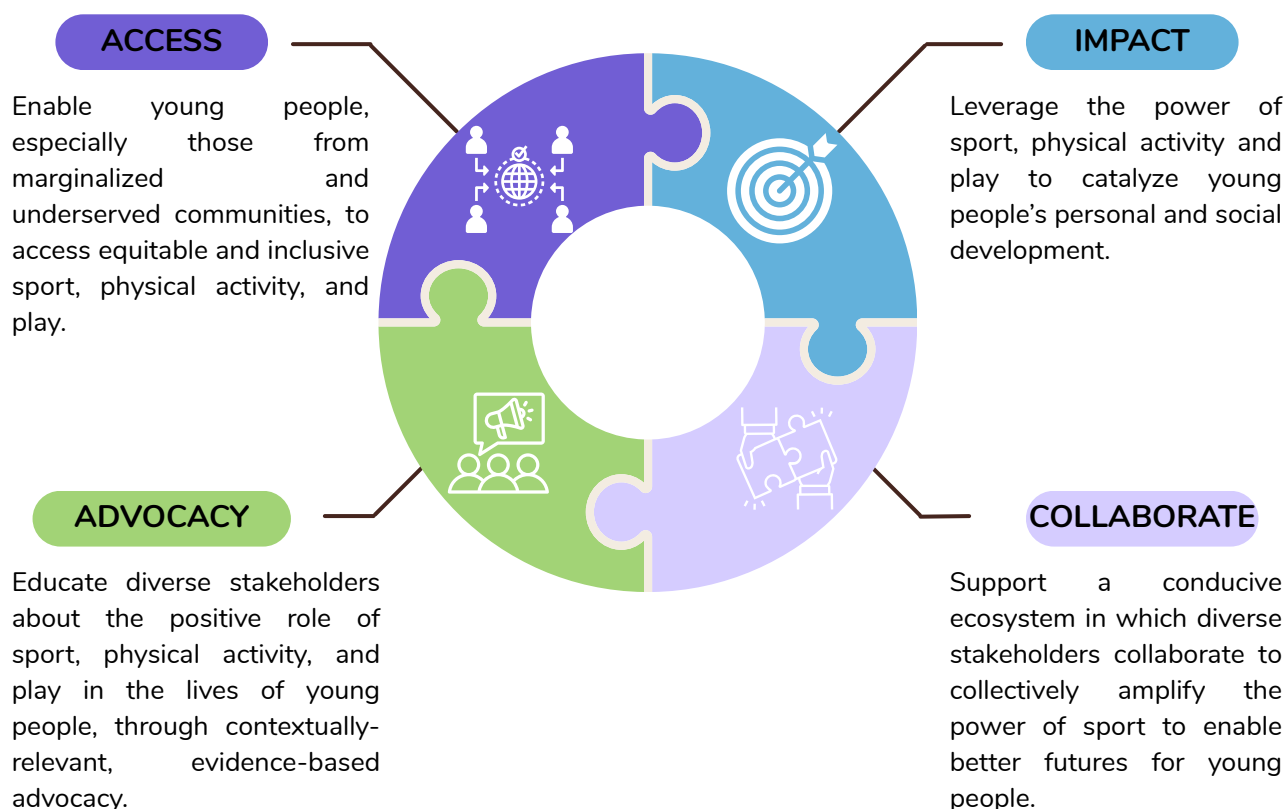 ACCESS
Enable young people,
especially those from
marginalized and
underserved communities, to
access equitable and inclusive
sport, physical activity, and
play.
IMPACT
Leverage the power of
sport, physical activity and
play to catalyze young
people’s personal and social
development.
ADVOCACY
Educate diverse stakeholders
about the positive role of
sport, physical activity, and
play in the lives of young
people, through contextually-
relevant, evidence-based
advocacy.
COLLABORATE
Support a conducive
ecosystem in which diverse
stakeholders collaborate to
collectively amplify the
power of sport to enable
better futures for young
people.